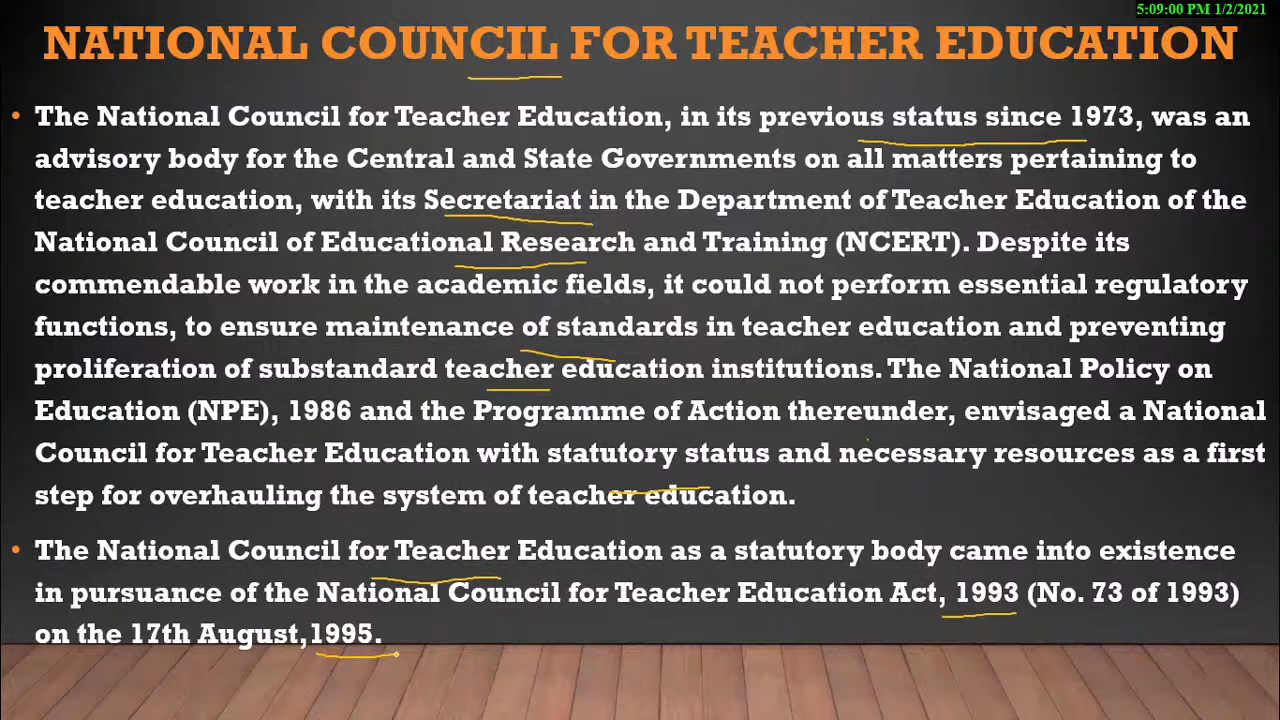 5:09:00 PM 1/2/2021
NATIONAL COUNCIL FOR TEACHER EDUCATION
• The National Council for Teacher Education, in its previous status since 1973, was an
advisory body for the Central and State Governments on all matters pertaining to
teacher education, with its Secretariat in the Department of Teacher Education of the
National Council of Educational Research and Training (NCERT). Despite its
commendable work in the academic fields, it could not perform essential regulatory
functions, to ensure maintenance of standards in teacher education and preventing
proliferation of substandard teacher education institutions. The National Policy on
Education (NPE), 1986 and the Programme of Action thereunder, envisaged a National
Council for Teacher Education with statutory status and necessary resources as a first
step for overhauling the system of teacher education.
• The National Council for Teacher Education as a statutory body came into existence
in pursuance of the National Council for Teacher Education Act, 1993 (No. 73 of 1993)
on the 17th August,1995.